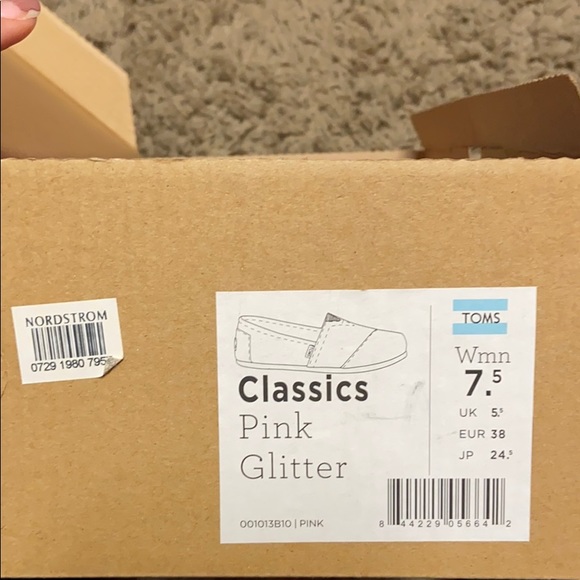 NORDSTROM
0729 1980 795
TOMS
Classics
Pink
Glitter
001013B10 | PINK
Wmn
7.5
UK 5.5
EUR 38
JP 24.5
8 44229 05664 2